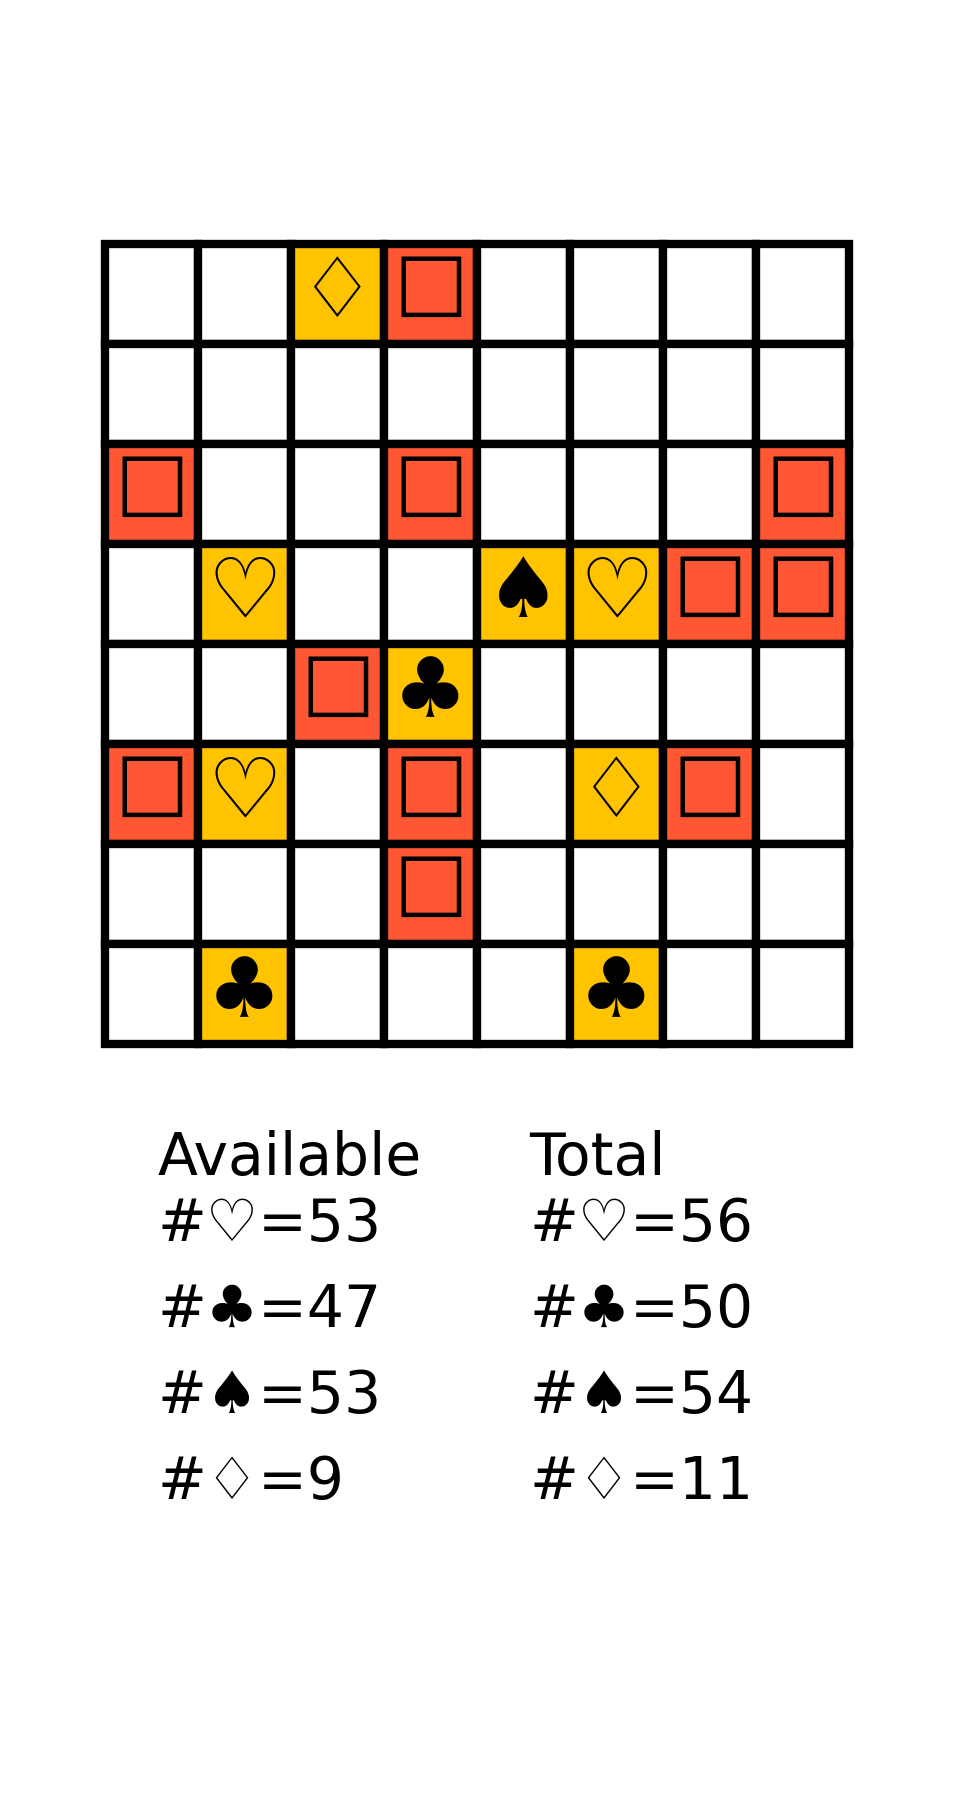 ♢ □
□ □ □
♡ ♠ ♡ □ □
□ ♣
□ ♡ □ ♢ □
□
♣ ♣
Available Total
#♡=53 #♡=56
#♣=47 #♣=50
#♠=53 #♠=54
#♢=9 #♢=11